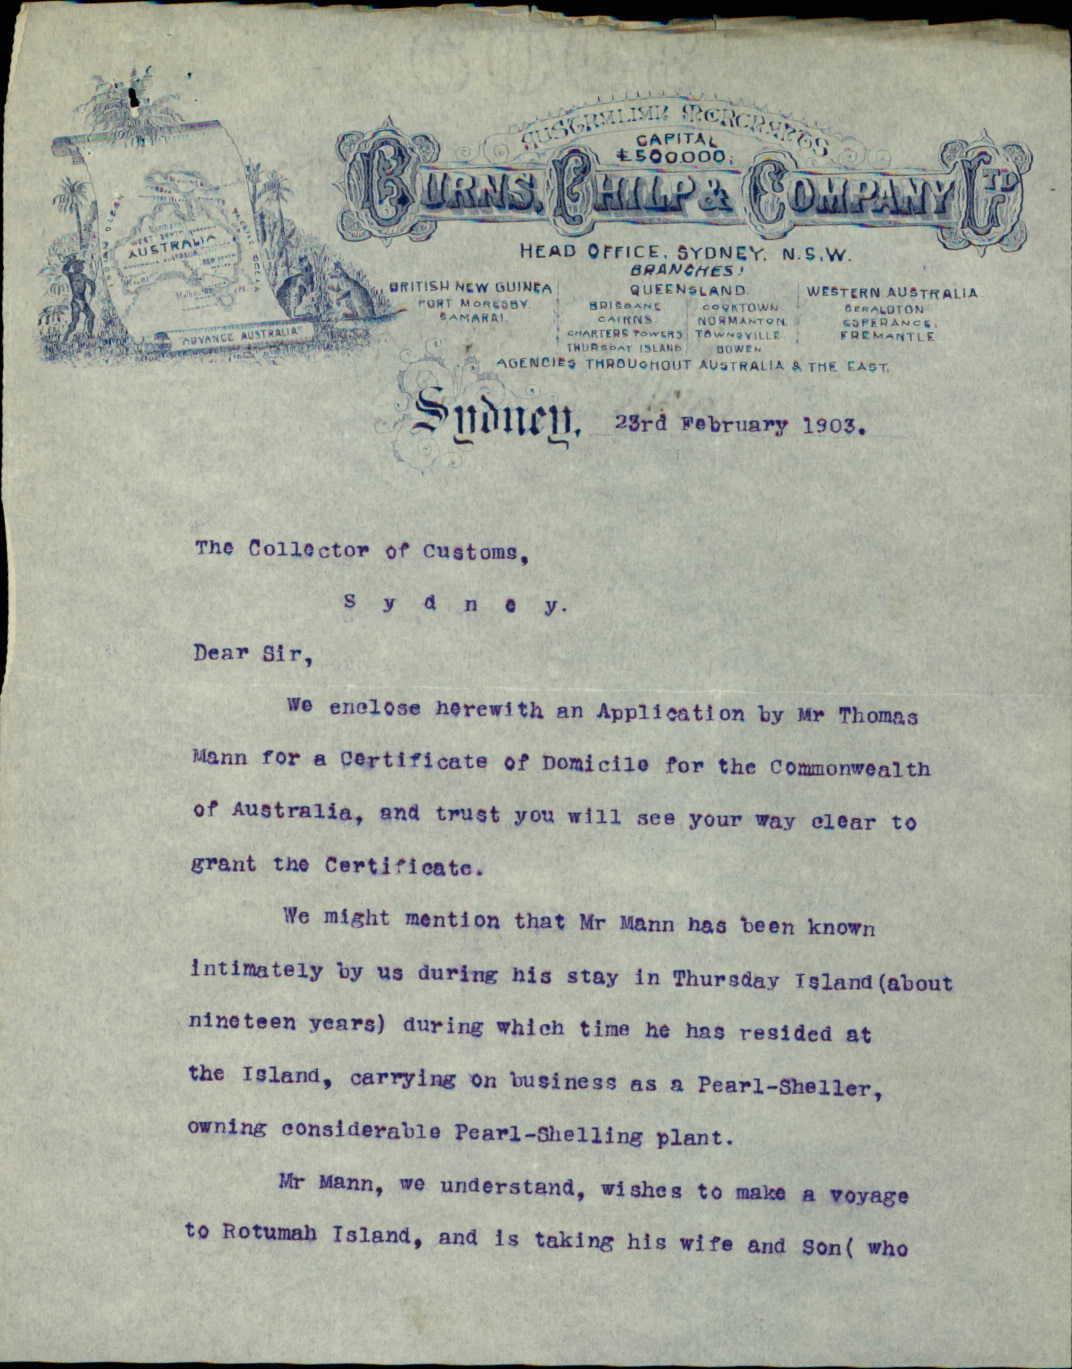 AUSTRALIAN MERCHANTS
CAPITAL
£500,000.
BURNS, PHILP & COMPANY LTD
HEAD OFFICE, SYDNEY, N.S.W.
BRANCHES:
BRITISH NEW GUINEA
PORT MORESBY
SAMARAI.
QUEENSLAND
BRISBANE COOKTOWN
CAIRNS NORMANTON
CHARTERS TOWERS TOWNSVILLE
THURSDAY ISLAND BOWEN
WESTERN AUSTRALIA
GERALDTON
ESPERANCE.
FREMANTLE
AGENCIES THROUGHOUT AUSTRALIA & THE EAST.
AUSTRALIA
"ADVANCE AUSTRALIA"
Sydney, 23rd February 1903.
The Collector of Customs,
S y d n e y.
Dear Sir,
We enclose herewith an Application by Mr Thomas
Mann for a Certificate of Domicile for the Commonwealth
of Australia, and trust you will see your way clear to
grant the Certificate.
We might mention that Mr Mann has been known
intimately by us during his stay in Thursday Island(about
nineteen years) during which time he has resided at
the Island, carrying on business as a Pearl-Sheller,
owning considerable Pearl-Shelling plant.
Mr Mann, we understand, wishes to make a voyage
to Rotumah Island, and is taking his wife and Son( who